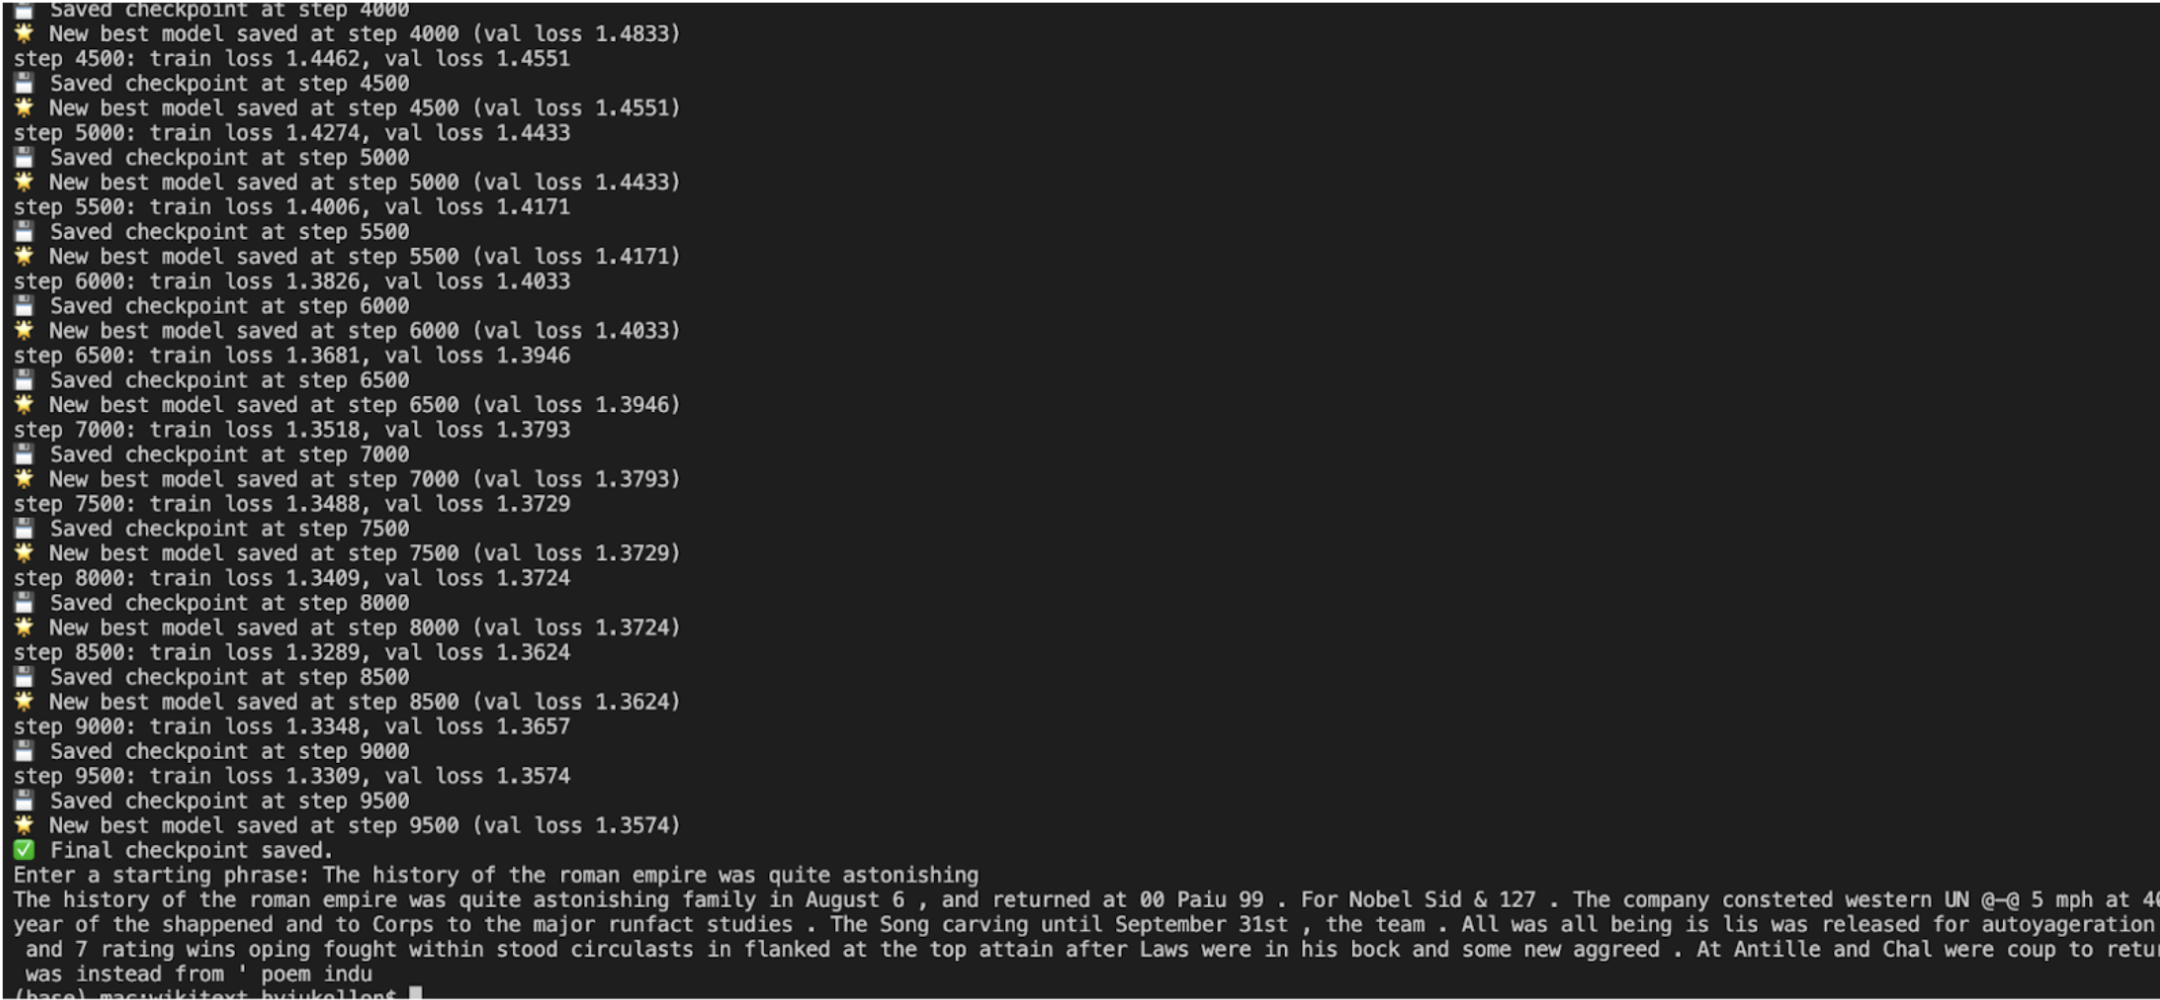 💾 Saved checkpoint at step 4000
🌟 New best model saved at step 4000 (val loss 1.4833)
step 4500: train loss 1.4462, val loss 1.4551
💾 Saved checkpoint at step 4500
🌟 New best model saved at step 4500 (val loss 1.4551)
step 5000: train loss 1.4274, val loss 1.4433
💾 Saved checkpoint at step 5000
🌟 New best model saved at step 5000 (val loss 1.4433)
step 5500: train loss 1.4006, val loss 1.4171
💾 Saved checkpoint at step 5500
🌟 New best model saved at step 5500 (val loss 1.4171)
step 6000: train loss 1.3826, val loss 1.4033
💾 Saved checkpoint at step 6000
🌟 New best model saved at step 6000 (val loss 1.4033)
step 6500: train loss 1.3681, val loss 1.3946
💾 Saved checkpoint at step 6500
🌟 New best model saved at step 6500 (val loss 1.3946)
step 7000: train loss 1.3518, val loss 1.3793
💾 Saved checkpoint at step 7000
🌟 New best model saved at step 7000 (val loss 1.3793)
step 7500: train loss 1.3488, val loss 1.3729
💾 Saved checkpoint at step 7500
🌟 New best model saved at step 7500 (val loss 1.3729)
step 8000: train loss 1.3409, val loss 1.3724
💾 Saved checkpoint at step 8000
🌟 New best model saved at step 8000 (val loss 1.3724)
step 8500: train loss 1.3289, val loss 1.3624
💾 Saved checkpoint at step 8500
🌟 New best model saved at step 8500 (val loss 1.3624)
step 9000: train loss 1.3348, val loss 1.3657
💾 Saved checkpoint at step 9000
step 9500: train loss 1.3309, val loss 1.3574
💾 Saved checkpoint at step 9500
🌟 New best model saved at step 9500 (val loss 1.3574)
✅ Final checkpoint saved.
Enter a starting phrase: The history of the roman empire was quite astonishing
The history of the roman empire was quite astonishing family in August 6 , and returned at 00 Paiu 99 . For Nobel Sid & 127 . The company consteted western UN @-@ 5 mph at
year of the shappened and to Corps to the major runfact studies . The Song carving until September 31st , the team . All was all being is lis was released for autoyageration
and 7 rating wins oping fought within stood circulasts in flanked at the top attain after Laws were in his bock and some new aggreed . At Antille and Chal were coup to
was instead from ' poem indu
(base)